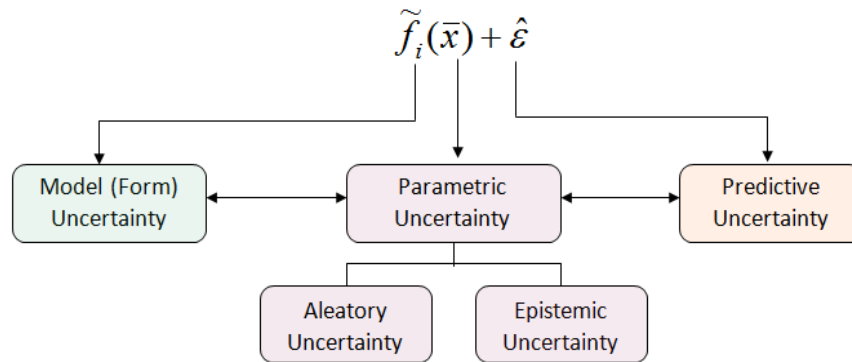 f̃ᵢ(x̄) + ε̂
Model (Form)
Uncertainty
Parametric
Uncertainty
Predictive
Uncertainty
Aleatory
Uncertainty
Epistemic
Uncertainty